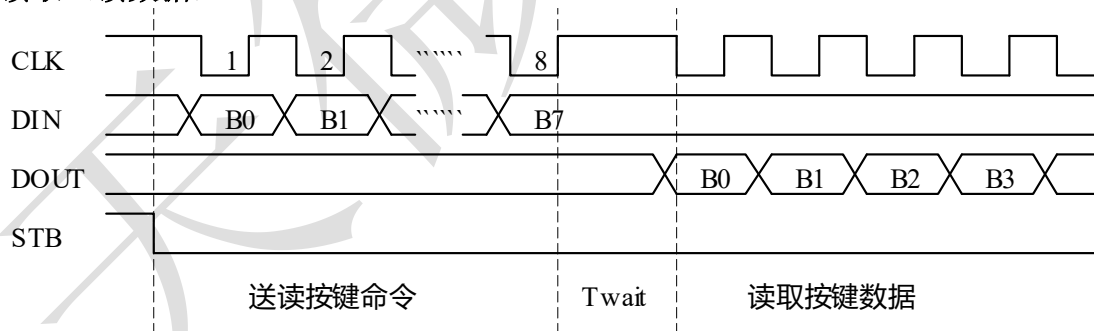 CLK 1 2 8
DIN B0 B1 B7
DOUT B0 B1 B2 B3
STB
送读按键命令 Twait 读取按键数据